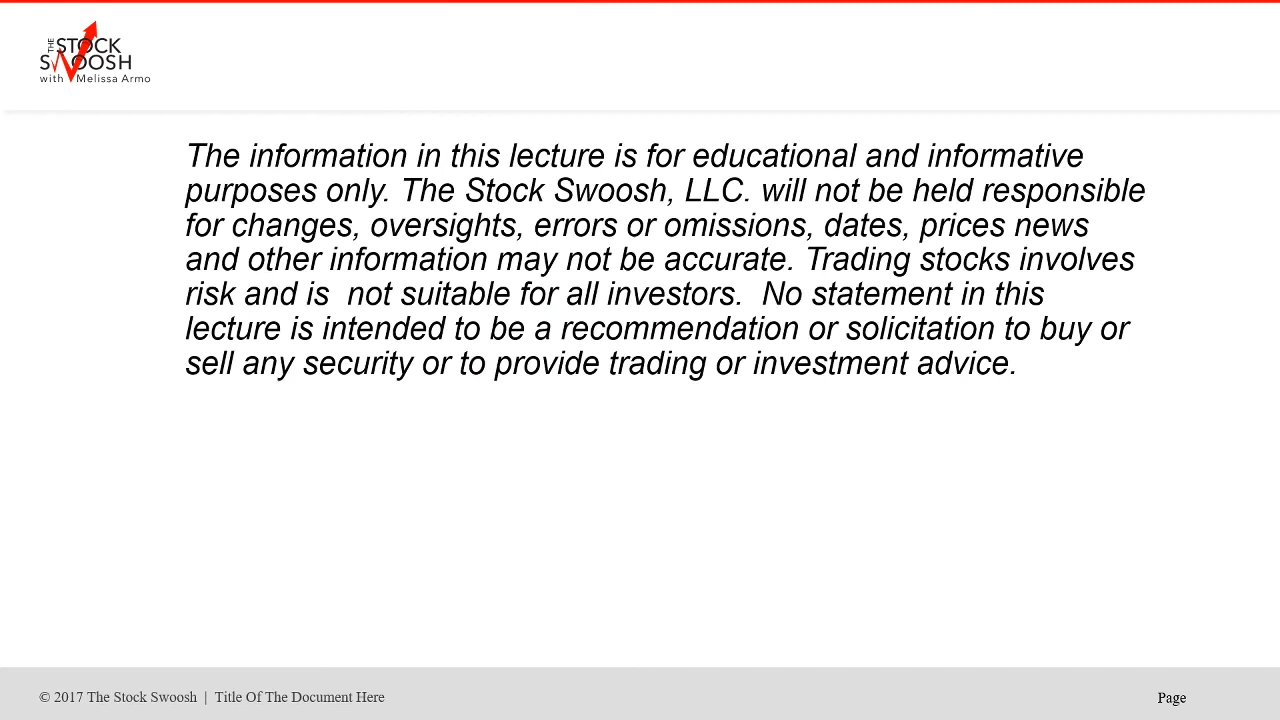 THE STOCK
SWOOSH
with Melissa Armo
The information in this lecture is for educational and informative
purposes only. The Stock Swoosh, LLC. will not be held responsible
for changes, oversights, errors or omissions, dates, prices news
and other information may not be accurate. Trading stocks involves
risk and is  not suitable for all investors.  No statement in this
lecture is intended to be a recommendation or solicitation to buy or
sell any security or to provide trading or investment advice.
© 2017 The Stock Swoosh | Title Of The Document Here
Page